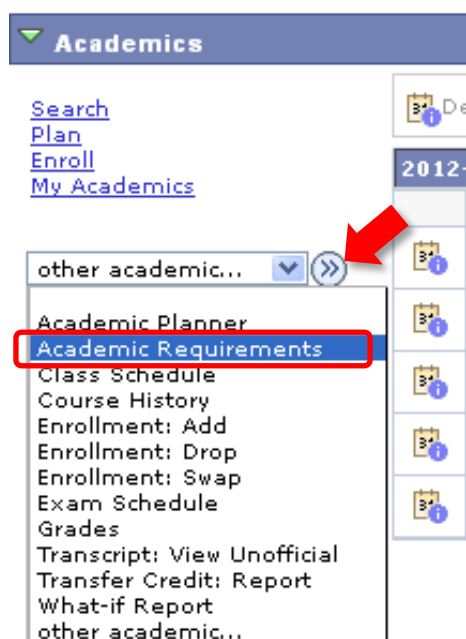 Academics
Search
Plan
Enroll
My Academics
2012-
other academic...
Academic Planner
Academic Requirements
Class Schedule
Course History
Enrollment: Add
Enrollment: Drop
Enrollment: Swap
Exam Schedule
Grades
Transcript: View Unofficial
Transfer Credit: Report
What-if Report
other academic...